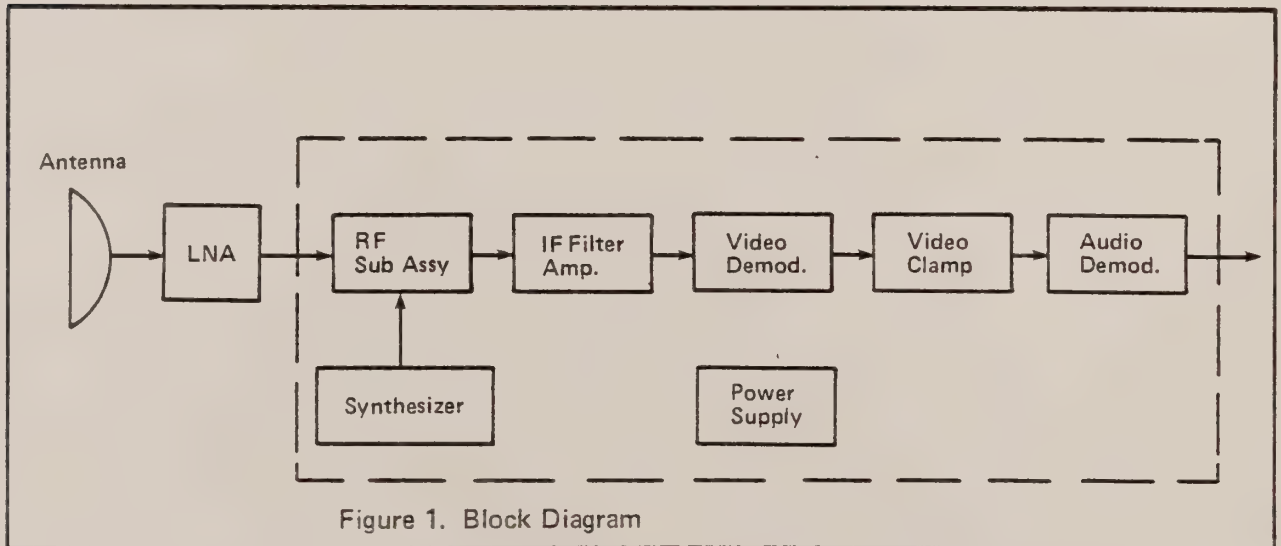 Antenna
LNA
RF
Sub Assy
IF Filter
Amp.
Video
Demod.
Video
Clamp
Audio
Demod.
Synthesizer
Power
Supply
Figure 1. Block Diagram